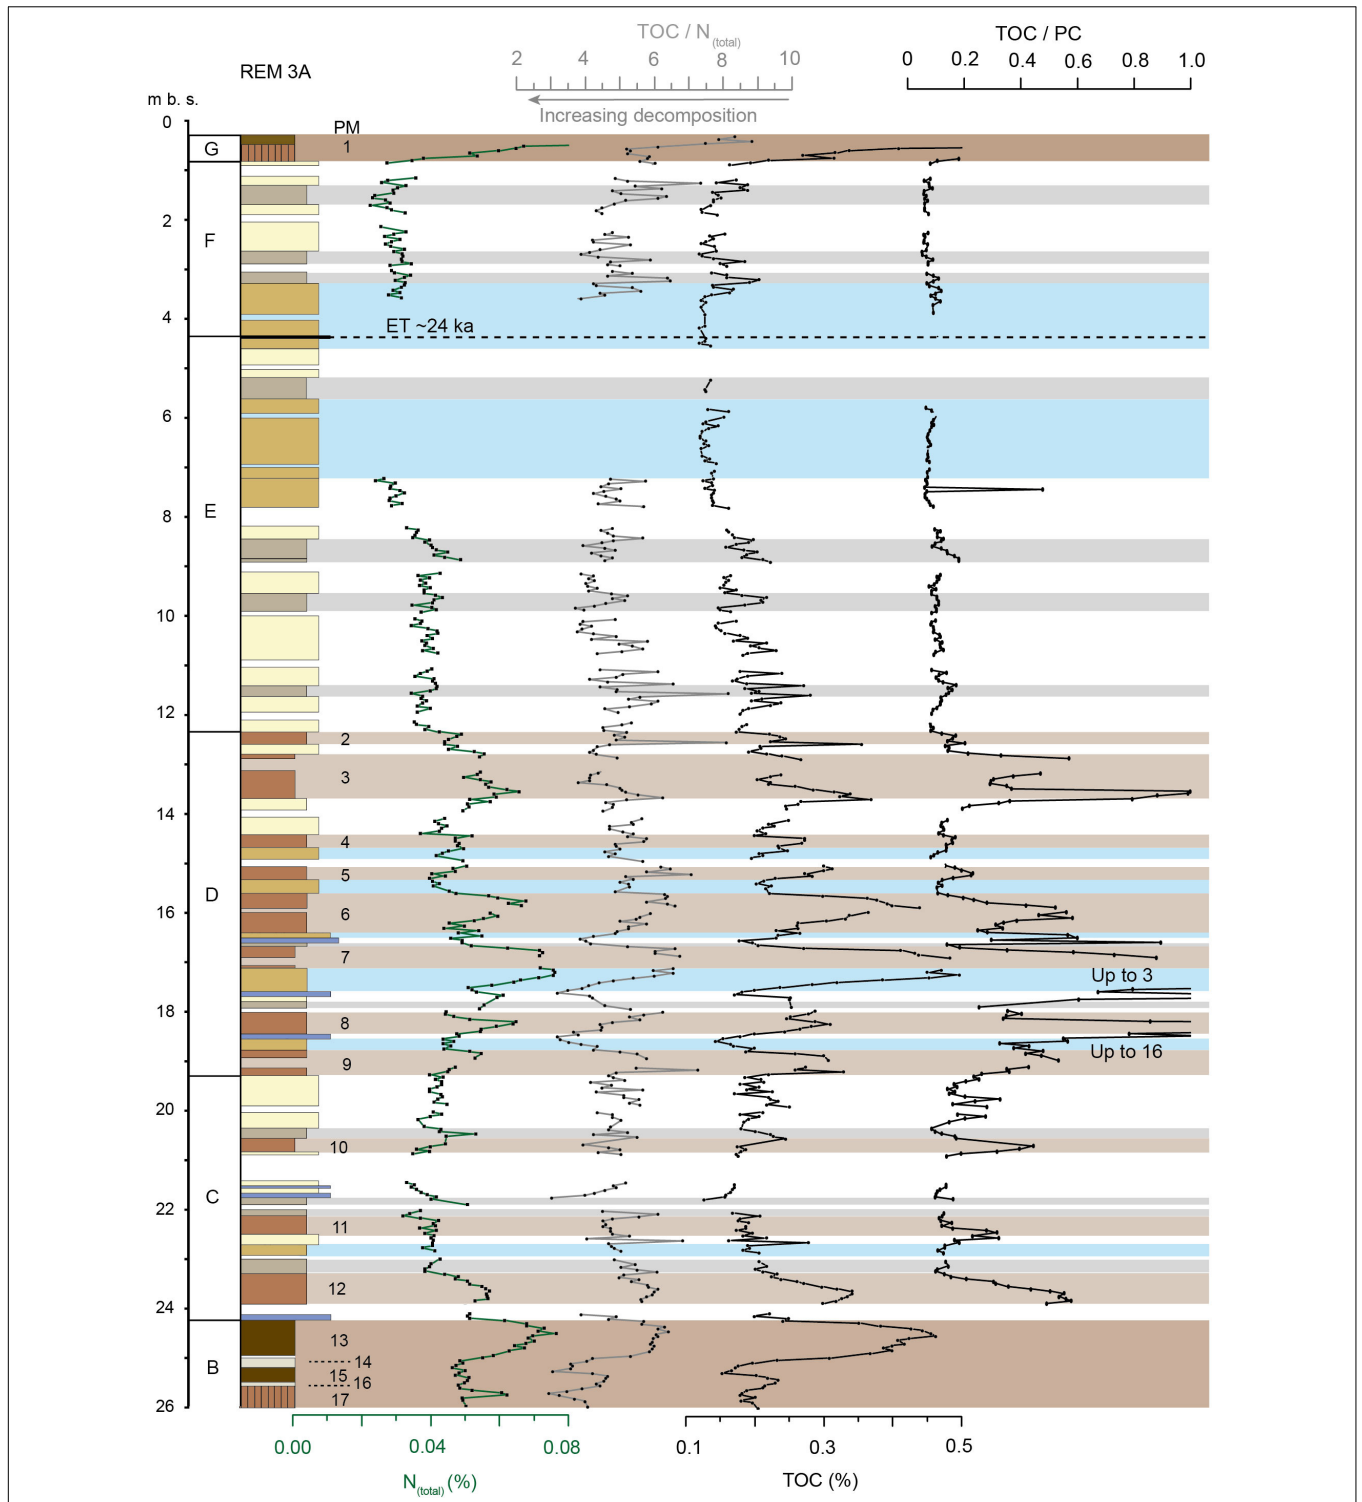 TOC / N(total)
TOC / PC
2 4 6 8 10
0 0.2 0.4 0.6 0.8 1.0
REM 3A
Increasing decomposition
m b. s.
PM
0
G
1
2
F
4
ET ~24 ka
6
E
8
10
12
2
3
14
4
5
D
16
6
7
Up to 3
18
8
Up to 16
9
20
10
C
22
11
12
24
13
14
B
15
16
17
26
0.00 0.04 0.08
0.1 0.3 0.5
N(total) (%)
TOC (%)